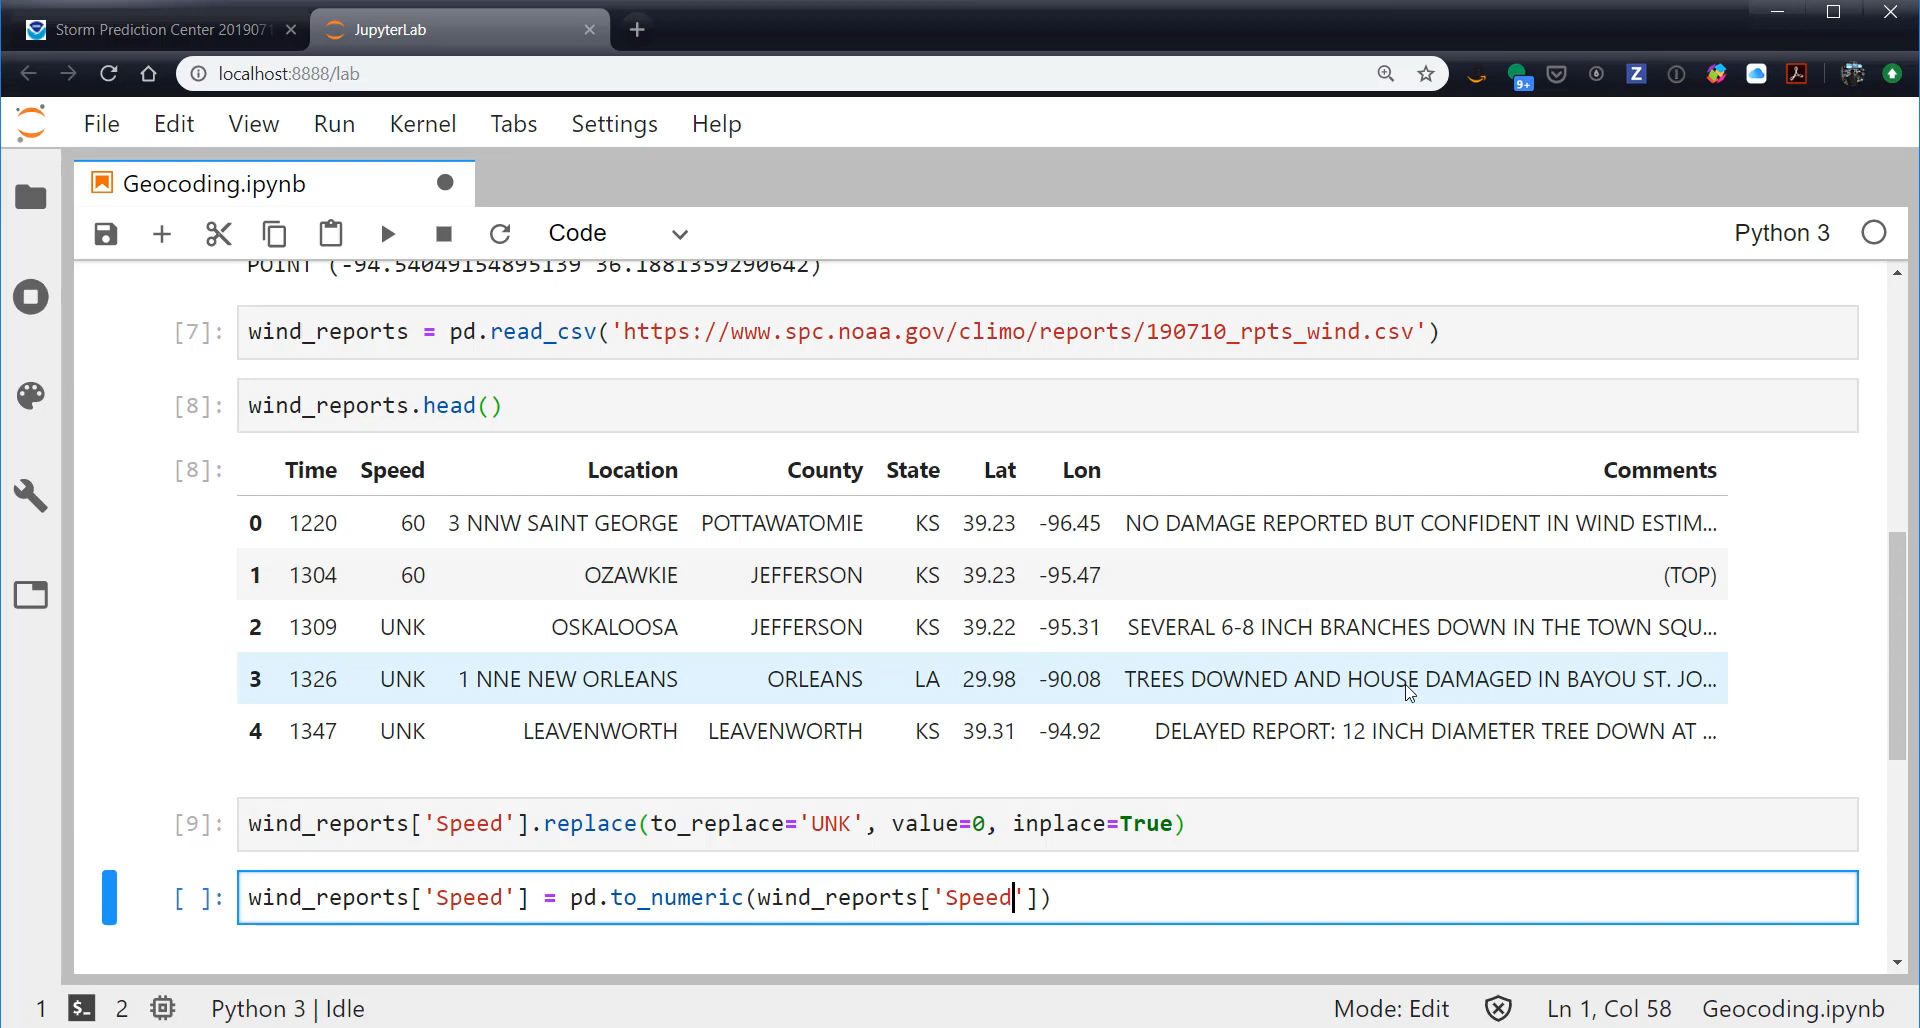 Storm Prediction Center 201907
JupyterLab
localhost:8888/lab
9+
Z
File Edit View Run Kernel Tabs Settings Help
Geocoding.ipynb
Code
Python 3
POINT (-94.54049154895139 36.1881359290642)
[7]: wind_reports = pd.read_csv('https://www.spc.noaa.gov/climo/reports/190710_rpts_wind.csv')
[8]: wind_reports.head()
[8]: Time Speed Location County State Lat Lon Comments
0 1220 60 3 NNW SAINT GEORGE POTTAWATOMIE KS 39.23 -96.45 NO DAMAGE REPORTED BUT CONFIDENT IN WIND ESTIM...
1 1304 60 OZAWKIE JEFFERSON KS 39.23 -95.47 (TOP)
2 1309 UNK OSKALOOSA JEFFERSON KS 39.22 -95.31 SEVERAL 6-8 INCH BRANCHES DOWN IN THE TOWN SQU...
3 1326 UNK 1 NNE NEW ORLEANS ORLEANS LA 29.98 -90.08 TREES DOWNED AND HOUSE DAMAGED IN BAYOU ST. JO...
4 1347 UNK LEAVENWORTH LEAVENWORTH KS 39.31 -94.92 DELAYED REPORT: 12 INCH DIAMETER TREE DOWN AT ...
[9]: wind_reports['Speed'].replace(to_replace='UNK', value=0, inplace=True)
[ ]: wind_reports['Speed'] = pd.to_numeric(wind_reports['Speed'])
1 $_ 2 Python 3 | Idle Mode: Edit Ln 1, Col 58 Geocoding.ipynb